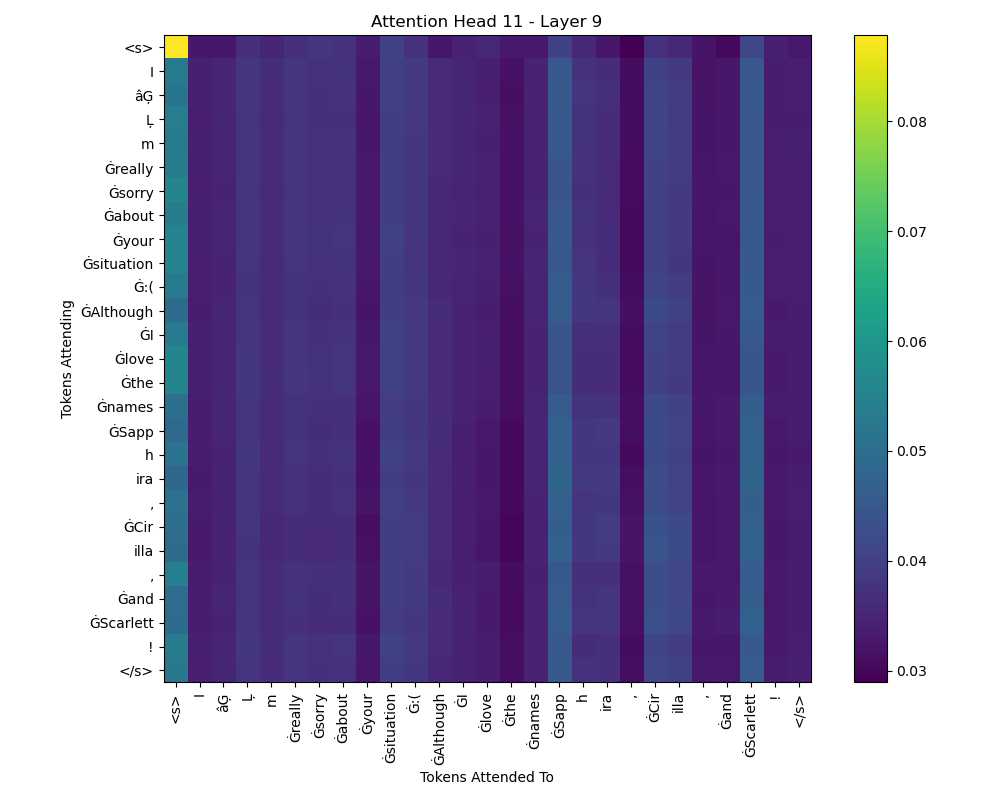 Attention Head 11 - Layer 9
Tokens Attending
<s>
I
âĢ
Ļ
m
Ġreally
Ġsorry
Ġabout
Ġyour
Ġsituation
Ġ:(
ĠAlthough
ĠI
Ġlove
Ġthe
Ġnames
ĠSapp
h
ira
,
ĠCir
illa
,
Ġand
ĠScarlett
!
</s>
<s>
I
âĢ
Ļ
m
Ġreally
Ġsorry
Ġabout
Ġyour
Ġsituation
Ġ:(
ĠAlthough
ĠI
Ġlove
Ġthe
Ġnames
ĠSapp
h
ira
,
ĠCir
illa
,
Ġand
ĠScarlett
!
</s>
Tokens Attended To
0.08
0.07
0.06
0.05
0.04
0.03